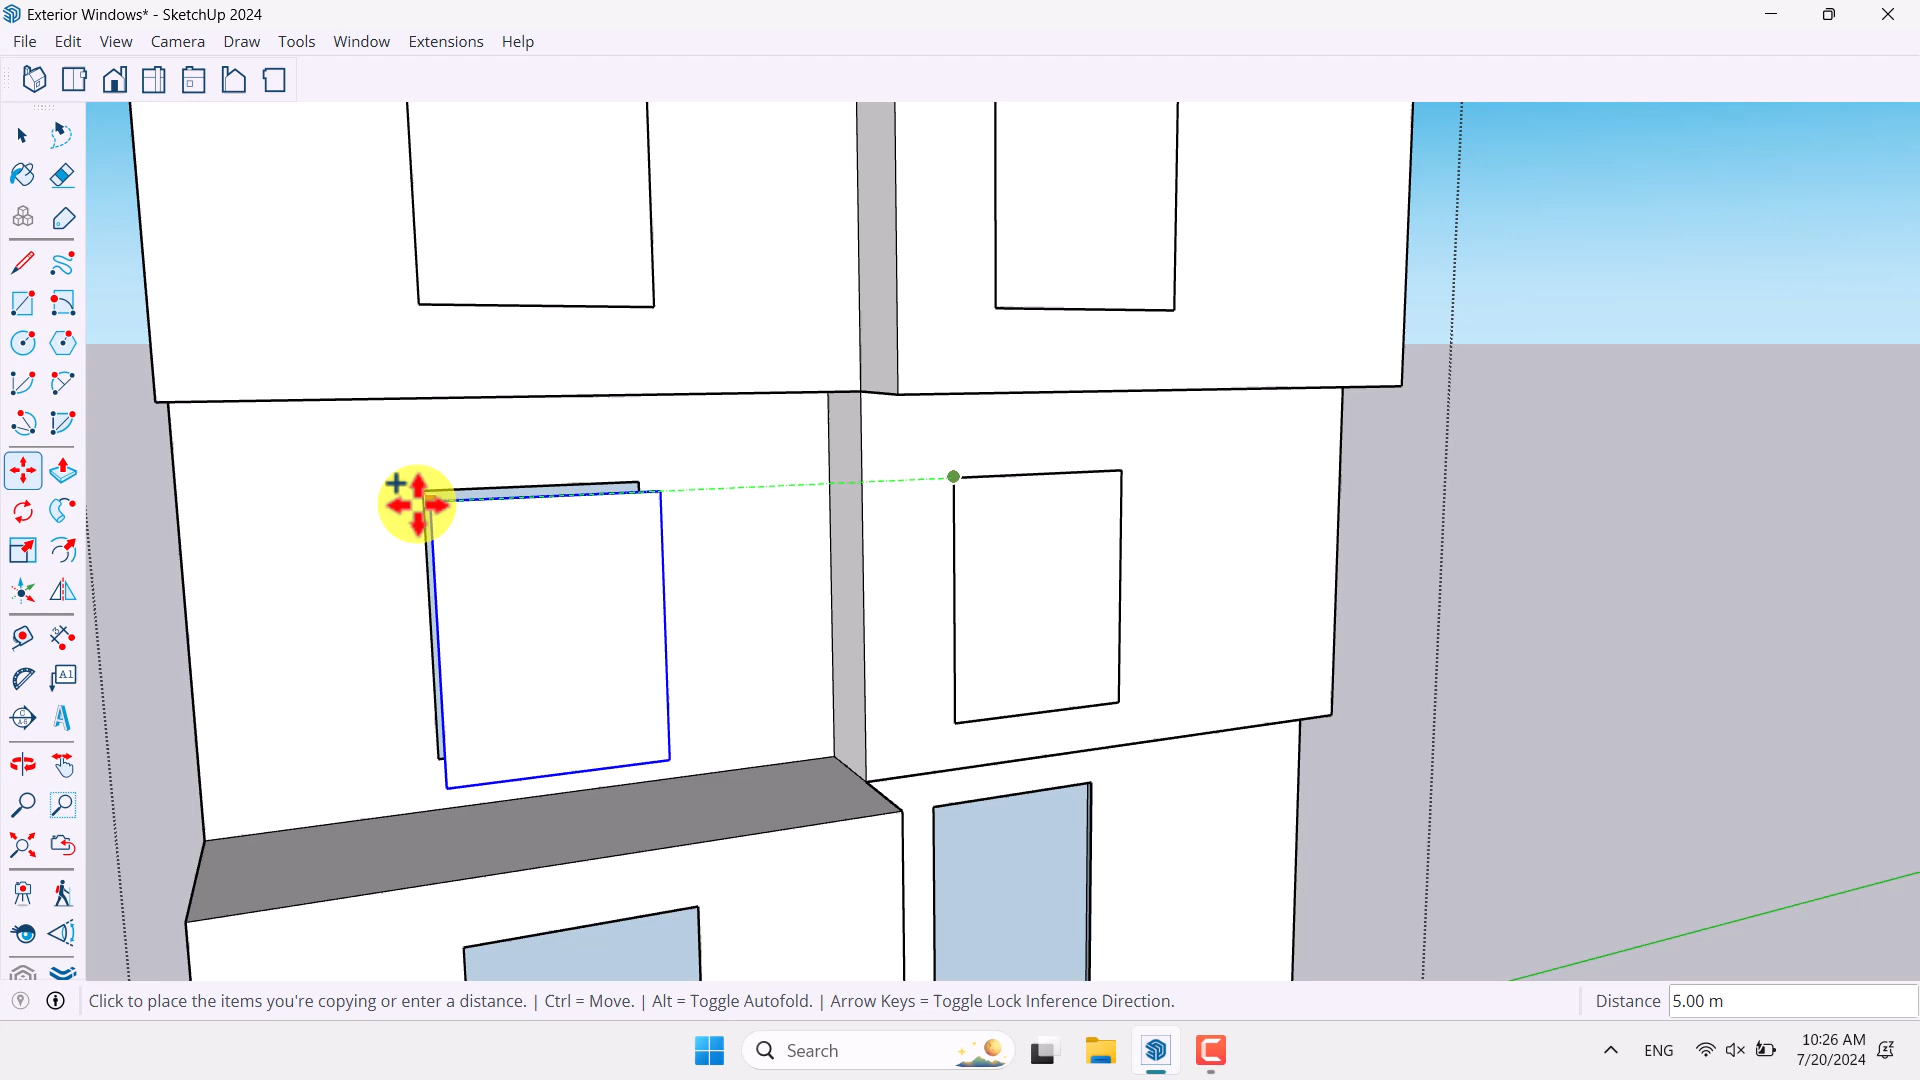 Exterior Windows* - SketchUp 2024
File Edit View Camera Draw Tools Window Extensions Help
A1
Click to place the items you're copying or enter a distance. | Ctrl = Move. | Alt = Toggle Autofold. | Arrow Keys = Toggle Lock Inference Direction.
Distance 5.00 m
Search
ENG
10:26 AM
7/20/2024